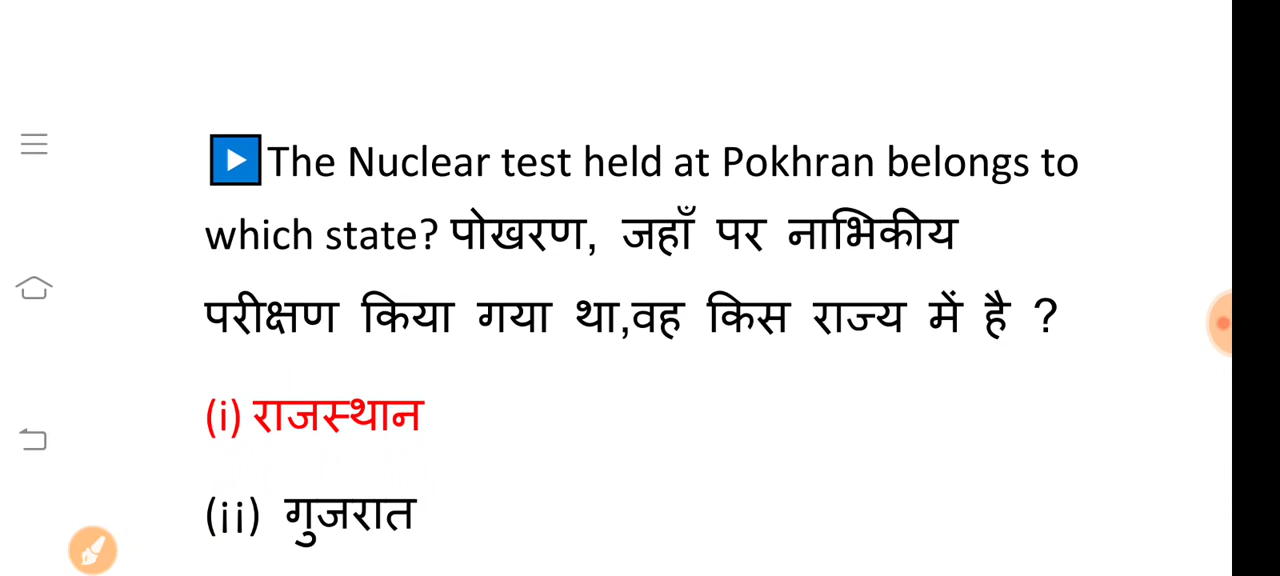 The Nuclear test held at Pokhran belongs to
which state? पोखरण, जहाँ पर नाभिकीय
परीक्षण किया गया था,वह किस राज्य में है ?
(i) राजस्थान
(ii) गुजरात